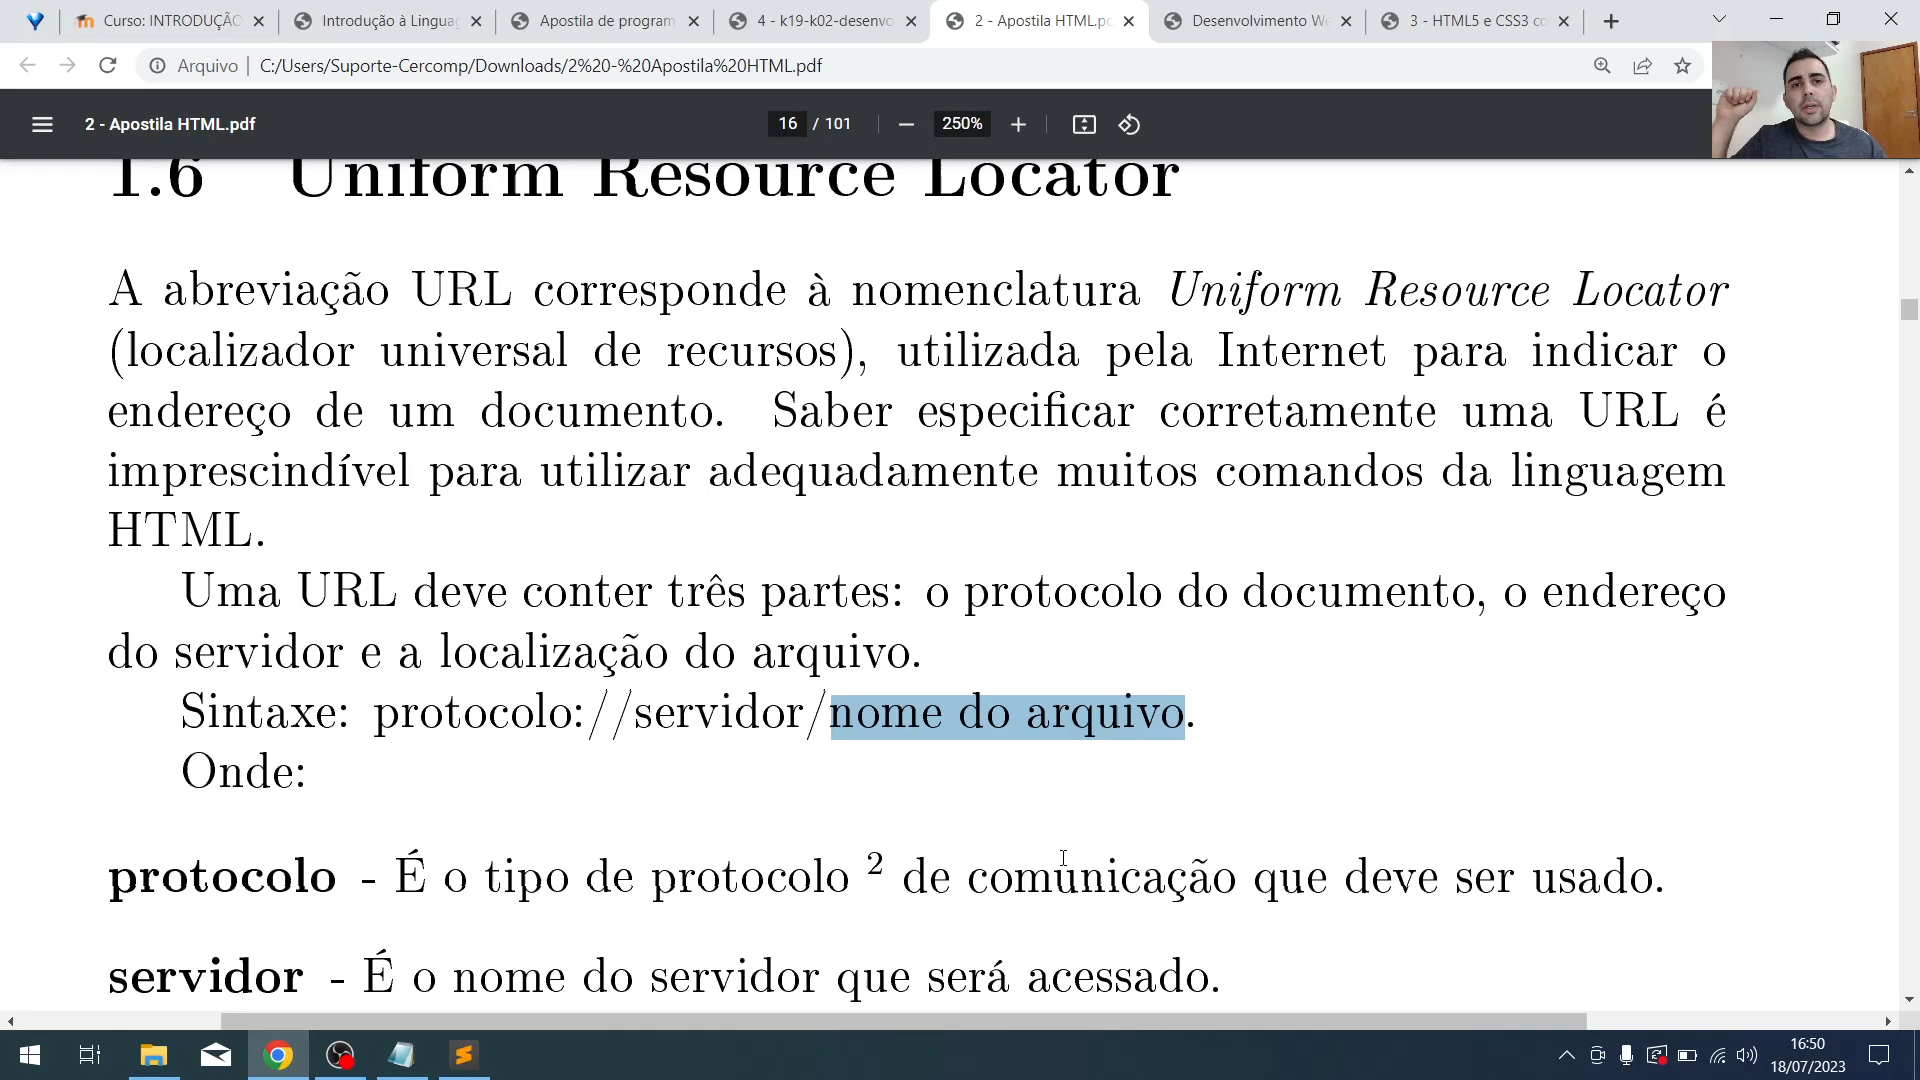 Curso: INTRODUÇÃO
Introdução à Linguag
Apostila de program
4 - k19-k02-desenvo
2 - Apostila HTML.pd
Desenvolvimento We
3 - HTML5 e CSS3 co
Arquivo
C:/Users/Suporte-Cercomp/Downloads/2%20-%20Apostila%20HTML.pdf
2 - Apostila HTML.pdf
16 / 101
250%
1.6 Uniform Resource Locator
A abreviação URL corresponde à nomenclatura Uniform Resource Locator
(localizador universal de recursos), utilizada pela Internet para indicar o
endereço de um documento. Saber especificar corretamente uma URL é
imprescindível para utilizar adequadamente muitos comandos da linguagem
HTML.
Uma URL deve conter três partes: o protocolo do documento, o endereço
do servidor e a localização do arquivo.
Sintaxe: protocolo://servidor/nome do arquivo.
Onde:
protocolo - É o tipo de protocolo 2 de comunicação que deve ser usado.
servidor - É o nome do servidor que será acessado.
16:50
18/07/2023